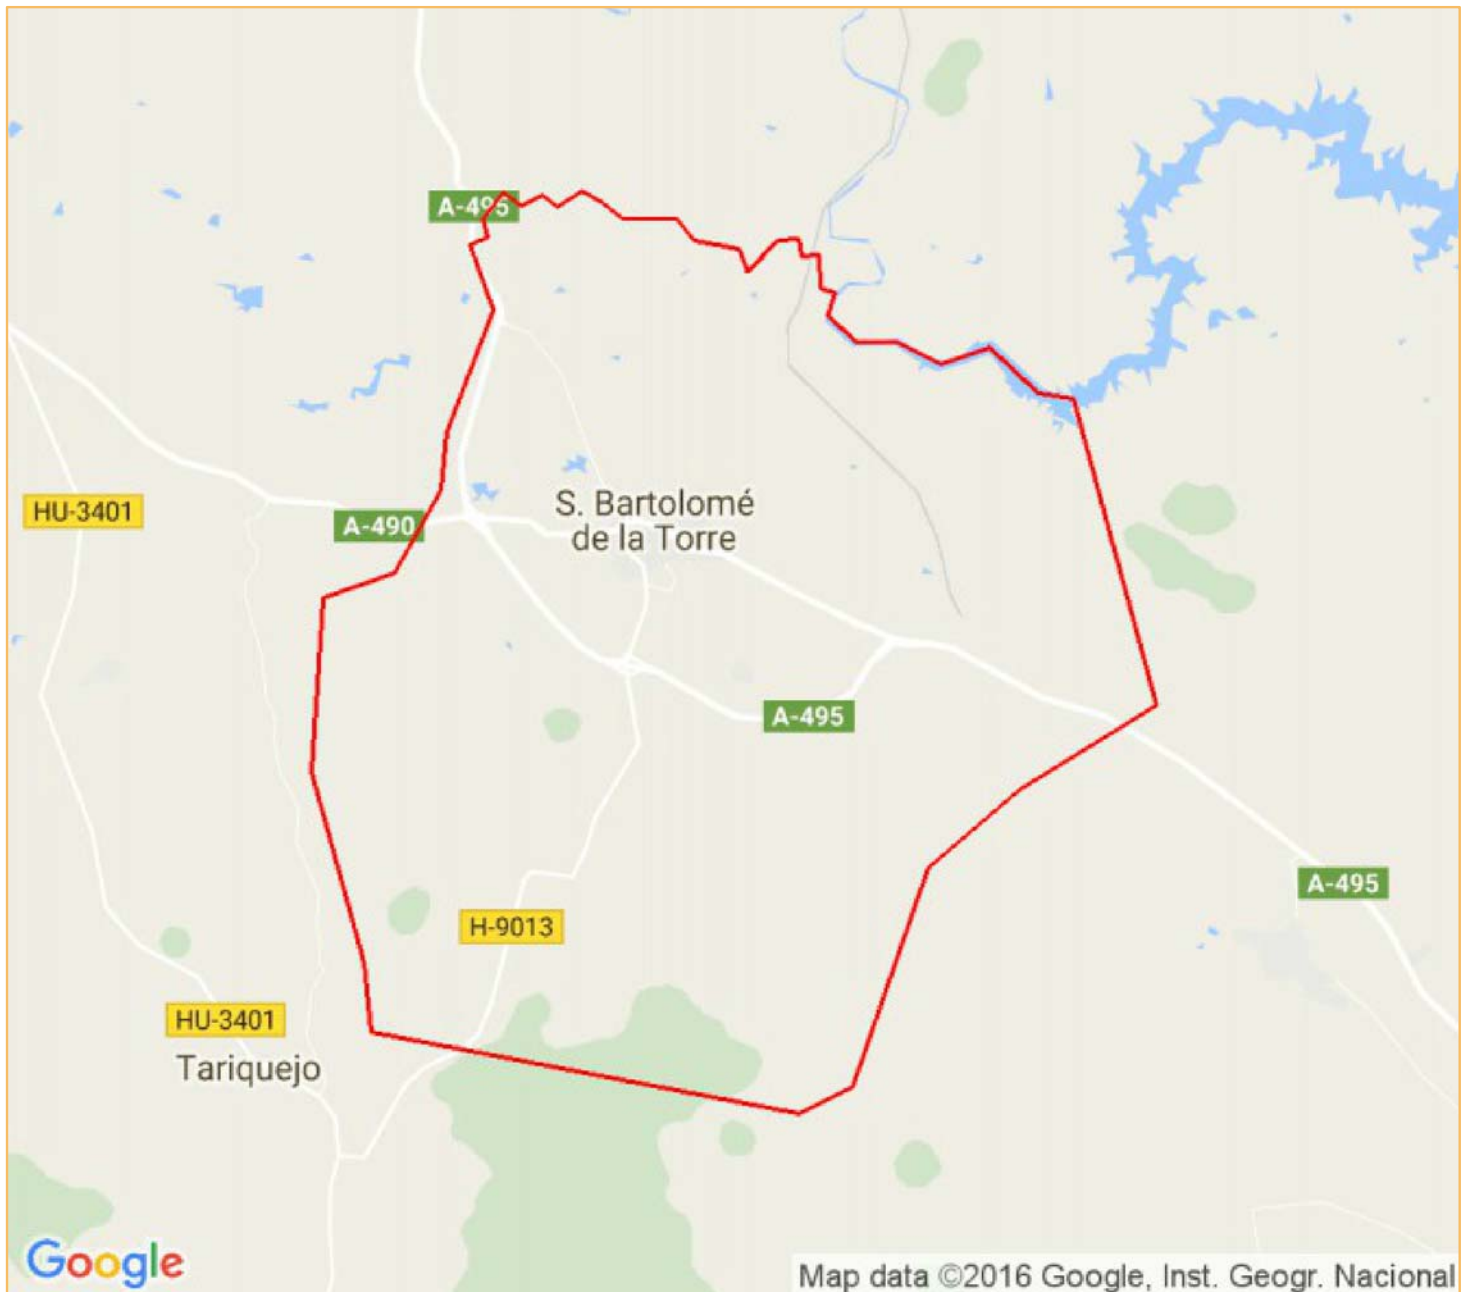 A-495
HU-3401
A-490
S. Bartolomé
de la Torre
A-495
A-495
H-9013
HU-3401
Tariquejo
Google
Map data ©2016 Google, Inst. Geogr. Nacional